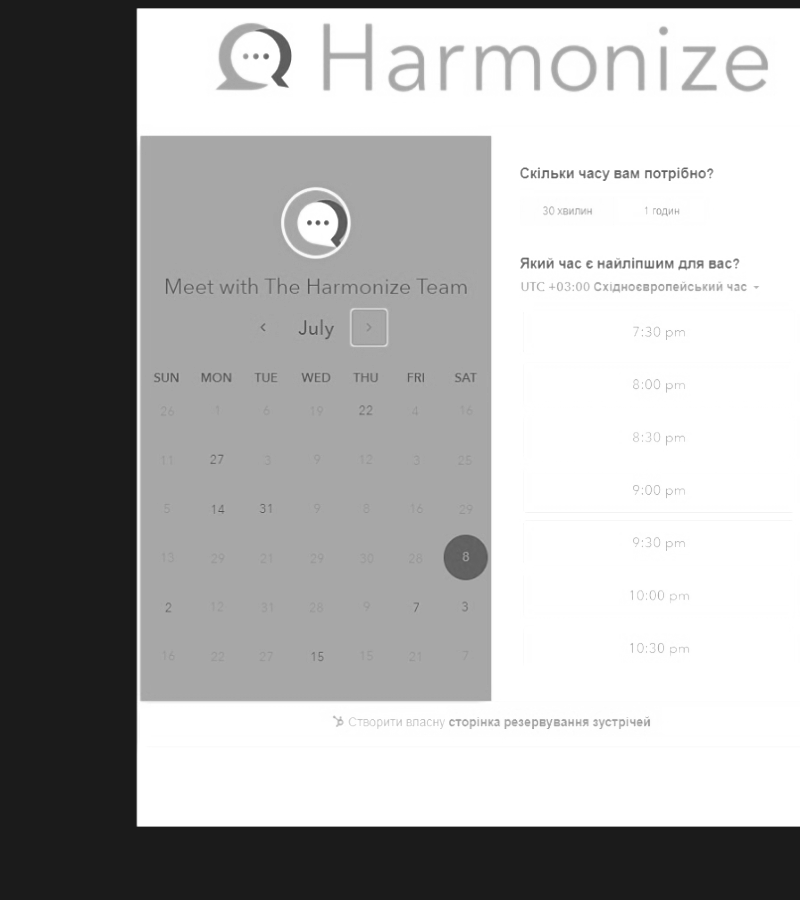 Harmonize
Meet with The Harmonize Team
July
SUN MON TUE WED THU FRI SAT
26 1 6 19 22 4 16
11 27 3 9 12 3 25
5 14 31 9 8 16 29
13 29 21 29 30 28 8
2 12 31 28 9 7 3
16 22 27 15 15 21 7
Скільки часу вам потрібно?
30 хвилин 1 годин
Який час є найліпшим для вас?
UTC +03:00 Східноєвропейський час
7:30 pm
8:00 pm
8:30 pm
9:00 pm
9:30 pm
10:00 pm
10:30 pm
Створити власну сторінка резервування зустрічей